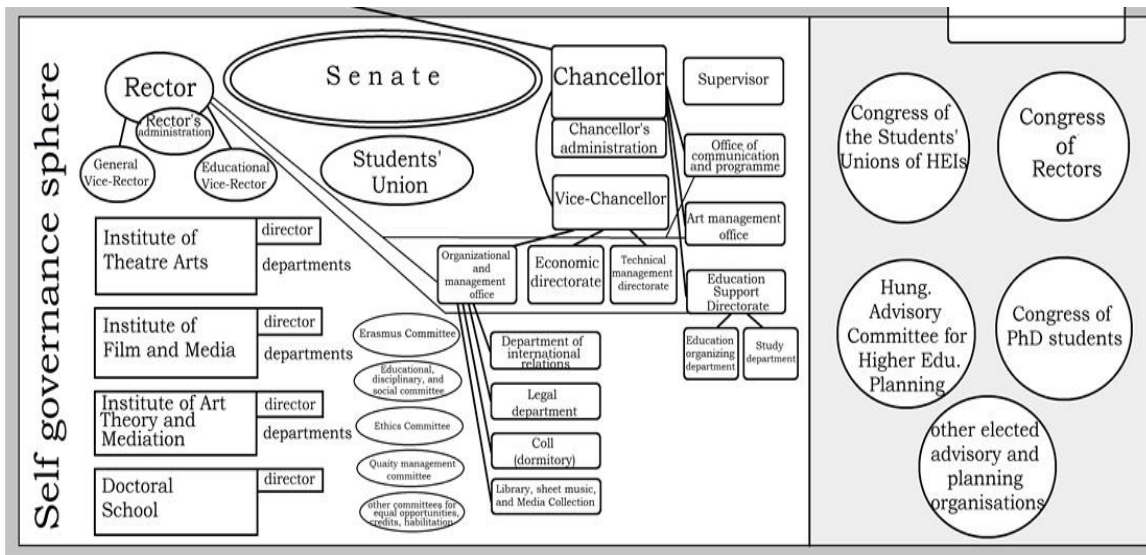 Self governance sphere
Rector
Rector's
administration
General
Vice-Rector
Educational
Vice-Rector
Senate
Students'
Union
Chancellor
Chancellor's
administration
Vice-Chancellor
Supervisor
Office of
communication
and programme
Art management
office
Organizational
and
management
office
Economic
directorate
Technical
management
directorate
Education
Support
Directorate
Education
organizing
department
Study
department
Institute of
Theatre Arts
director
departments
Institute of
Film and Media
director
departments
Institute of Art
Theory and
Mediation
director
departments
Doctoral
School
director
Erasmus Committee
Educational,
disciplinary, and
social committee
Ethics Committee
Quaity management
committee
other committees for
equal opportunities,
credits, habilitation
Department of
international
relations
Legal
department
Coll
(dormitory)
Library, sheet music,
and Media Collection
Congress of
the Students'
Unions of HEIs
Congress
of
Rectors
Hung.
Advisory
Committee for
Higher Edu.
Planning
Congress of
PhD students
other elected
advisory and
planning
organisations